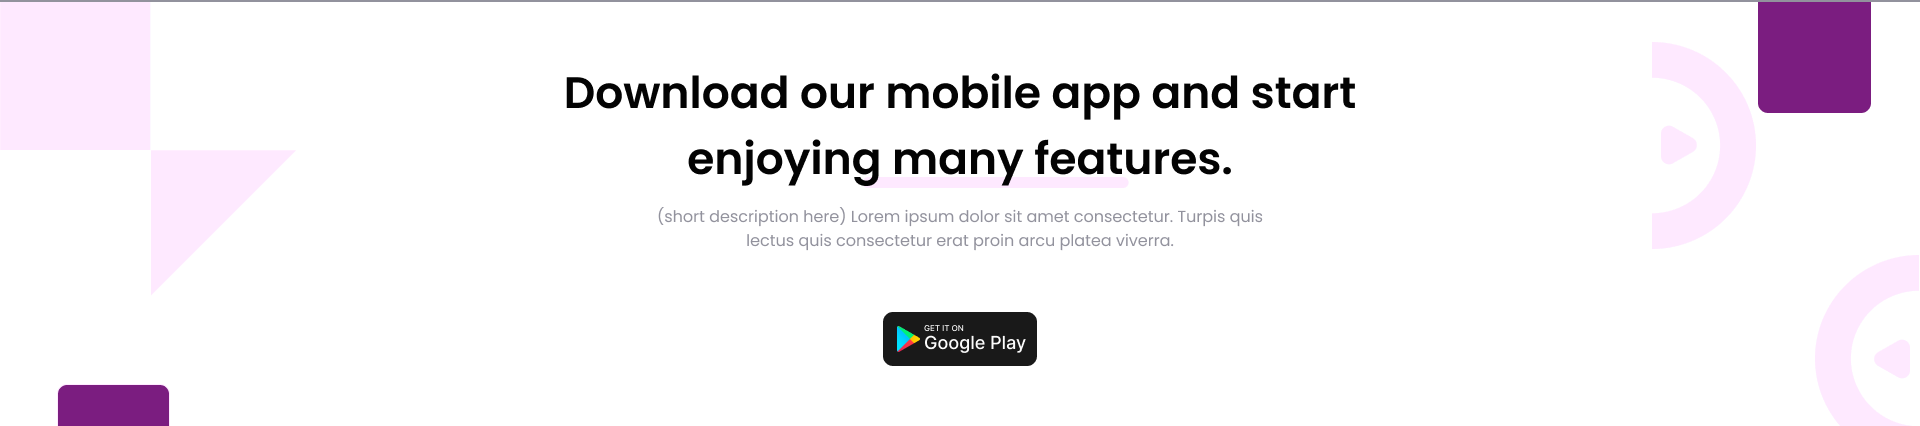 Download our mobile app and start
enjoying many features.
(short description here) Lorem ipsum dolor sit amet consectetur. Turpis quis
lectus quis consectetur erat proin arcu platea viverra.
GET IT ON
Google Play